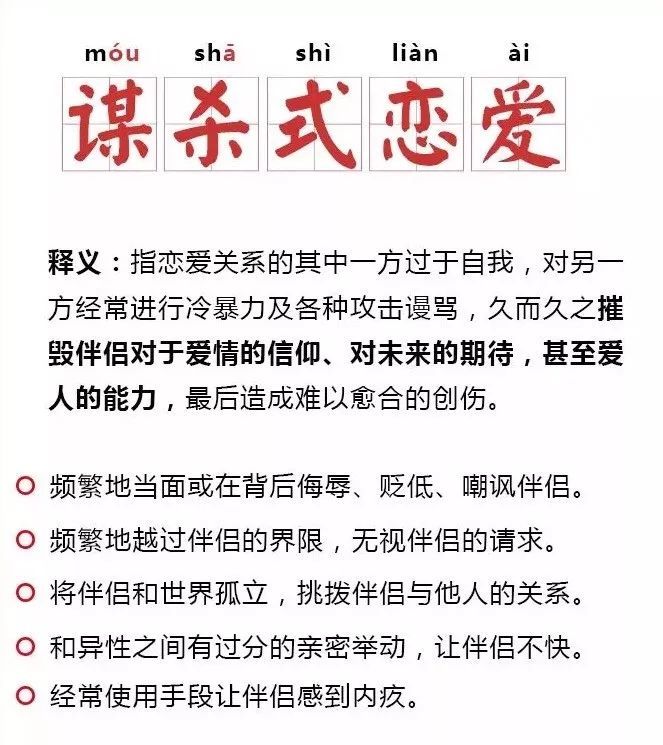 móu shā shì liàn ài
谋杀式恋爱
释义：指恋爱关系的其中一方过于自我，对另一
方经常进行冷暴力及各种攻击谩骂，久而久之摧
毁伴侣对于爱情的信仰、对未来的期待，甚至爱
人的能力，最后造成难以愈合的创伤。
频繁地当面或在背后侮辱、贬低、嘲讽伴侣。
频繁地越过伴侣的界限，无视伴侣的请求。
将伴侣和世界孤立，挑拨伴侣与他人的关系。
和异性之间有过分的亲密举动，让伴侣不快。
经常使用手段让伴侣感到内疚。